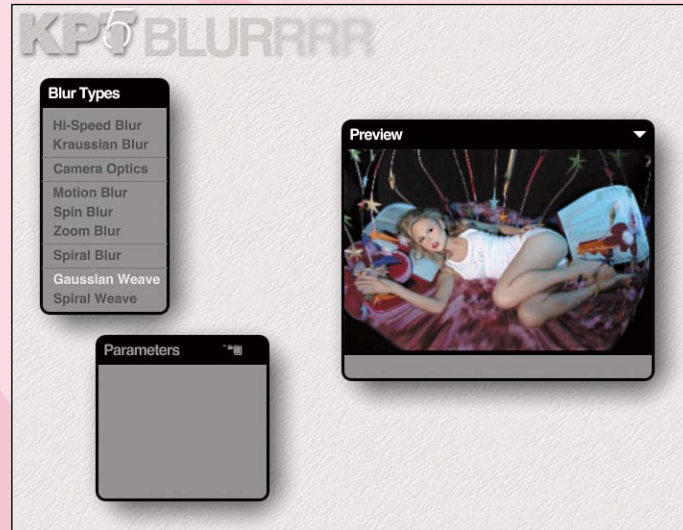 KPT5 BLURRRR
Blur Types
Hi-Speed Blur
Kraussian Blur
Camera Optics
Motion Blur
Spin Blur
Zoom Blur
Spiral Blur
Gaussian Weave
Spiral Weave
Preview
Parameters